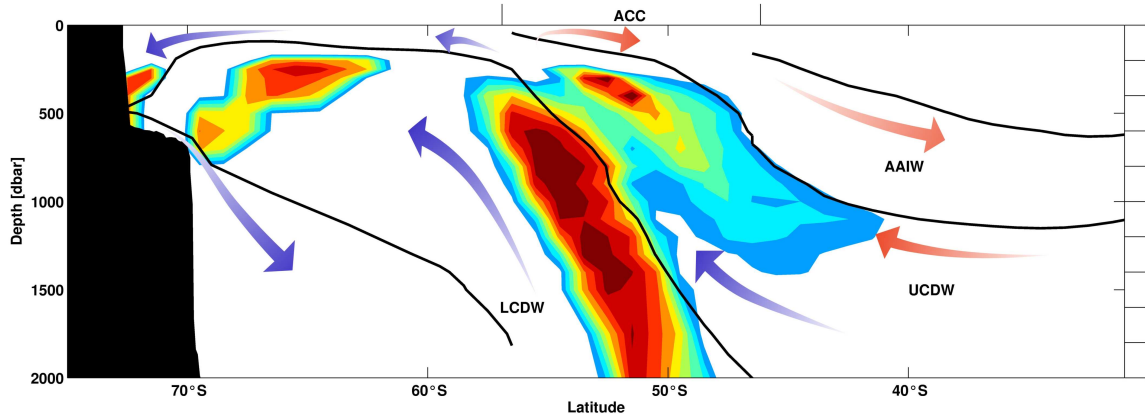 ACC
0
500
1000
1500
2000
Depth [dbar]
AAIW
UCDW
LCDW
70°S
60°S
50°S
40°S
Latitude